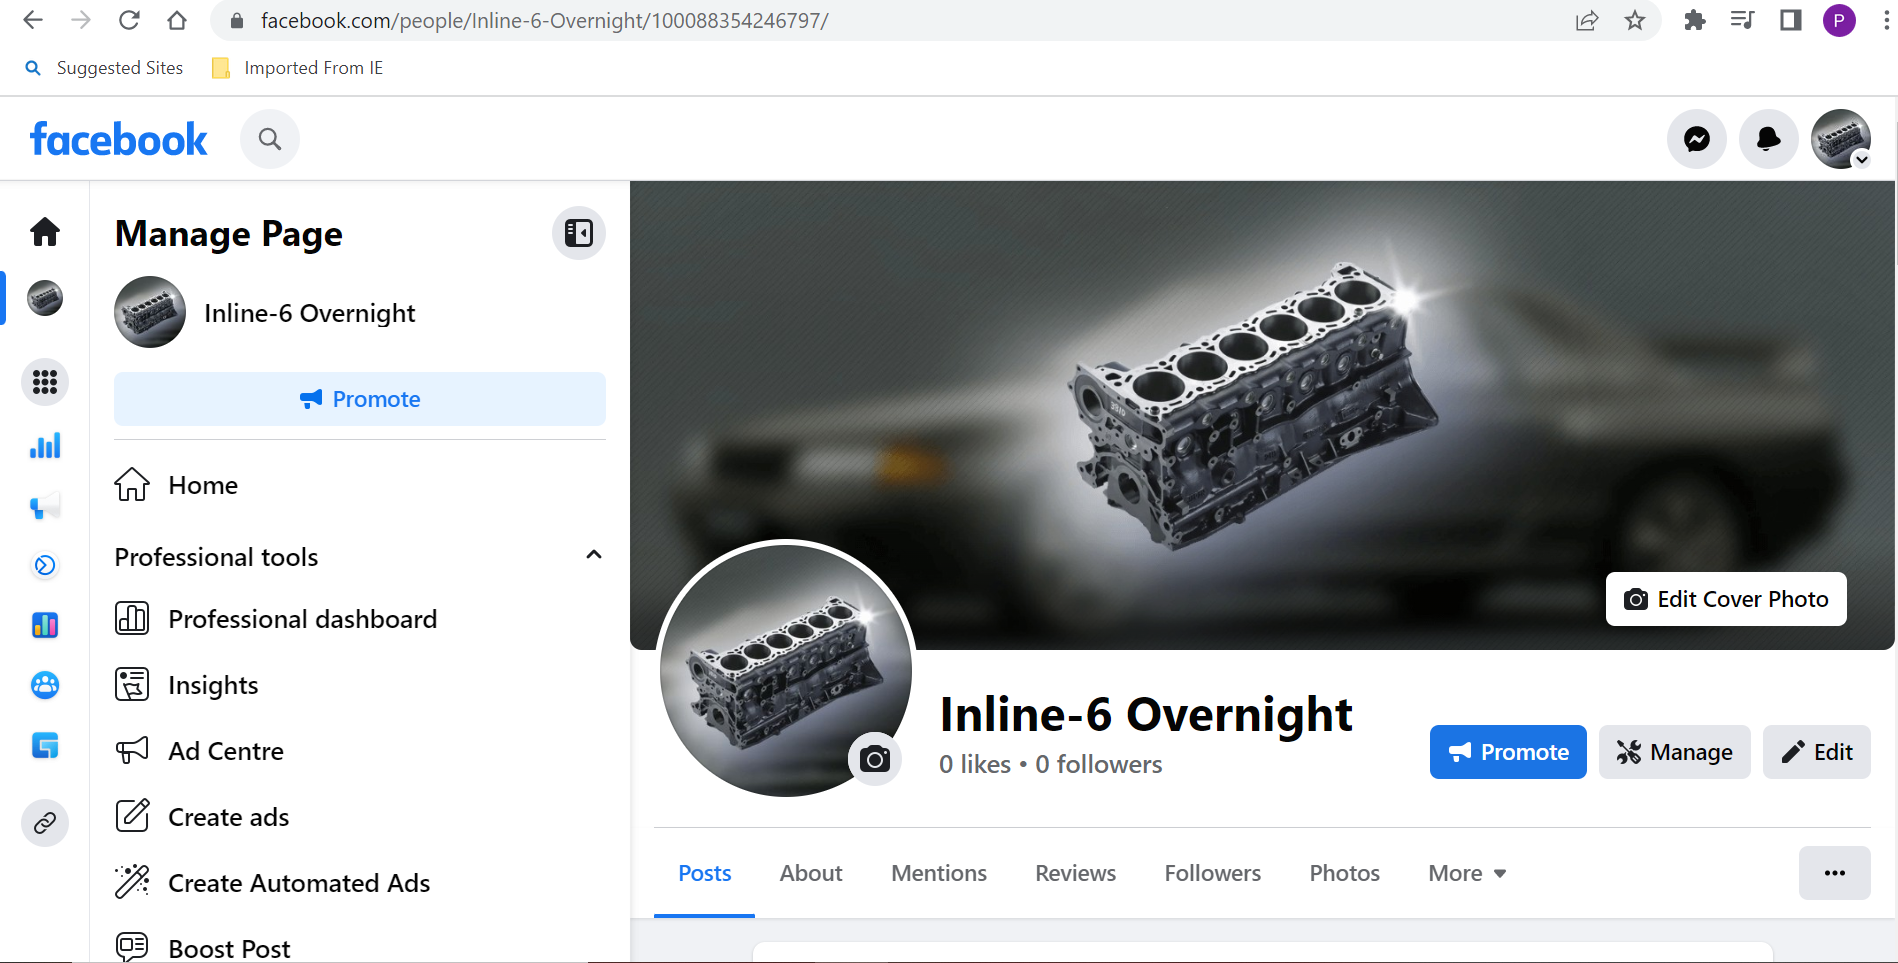 facebook.com/people/Inline-6-Overnight/100088354246797/
P
Suggested Sites
Imported From IE
facebook
Manage Page
Inline-6 Overnight
Promote
Home
Professional tools
Professional dashboard
Insights
Ad Centre
Create ads
Create Automated Ads
Boost Post
Edit Cover Photo
Inline-6 Overnight
0 likes • 0 followers
Promote
Manage
Edit
Posts
About
Mentions
Reviews
Followers
Photos
More